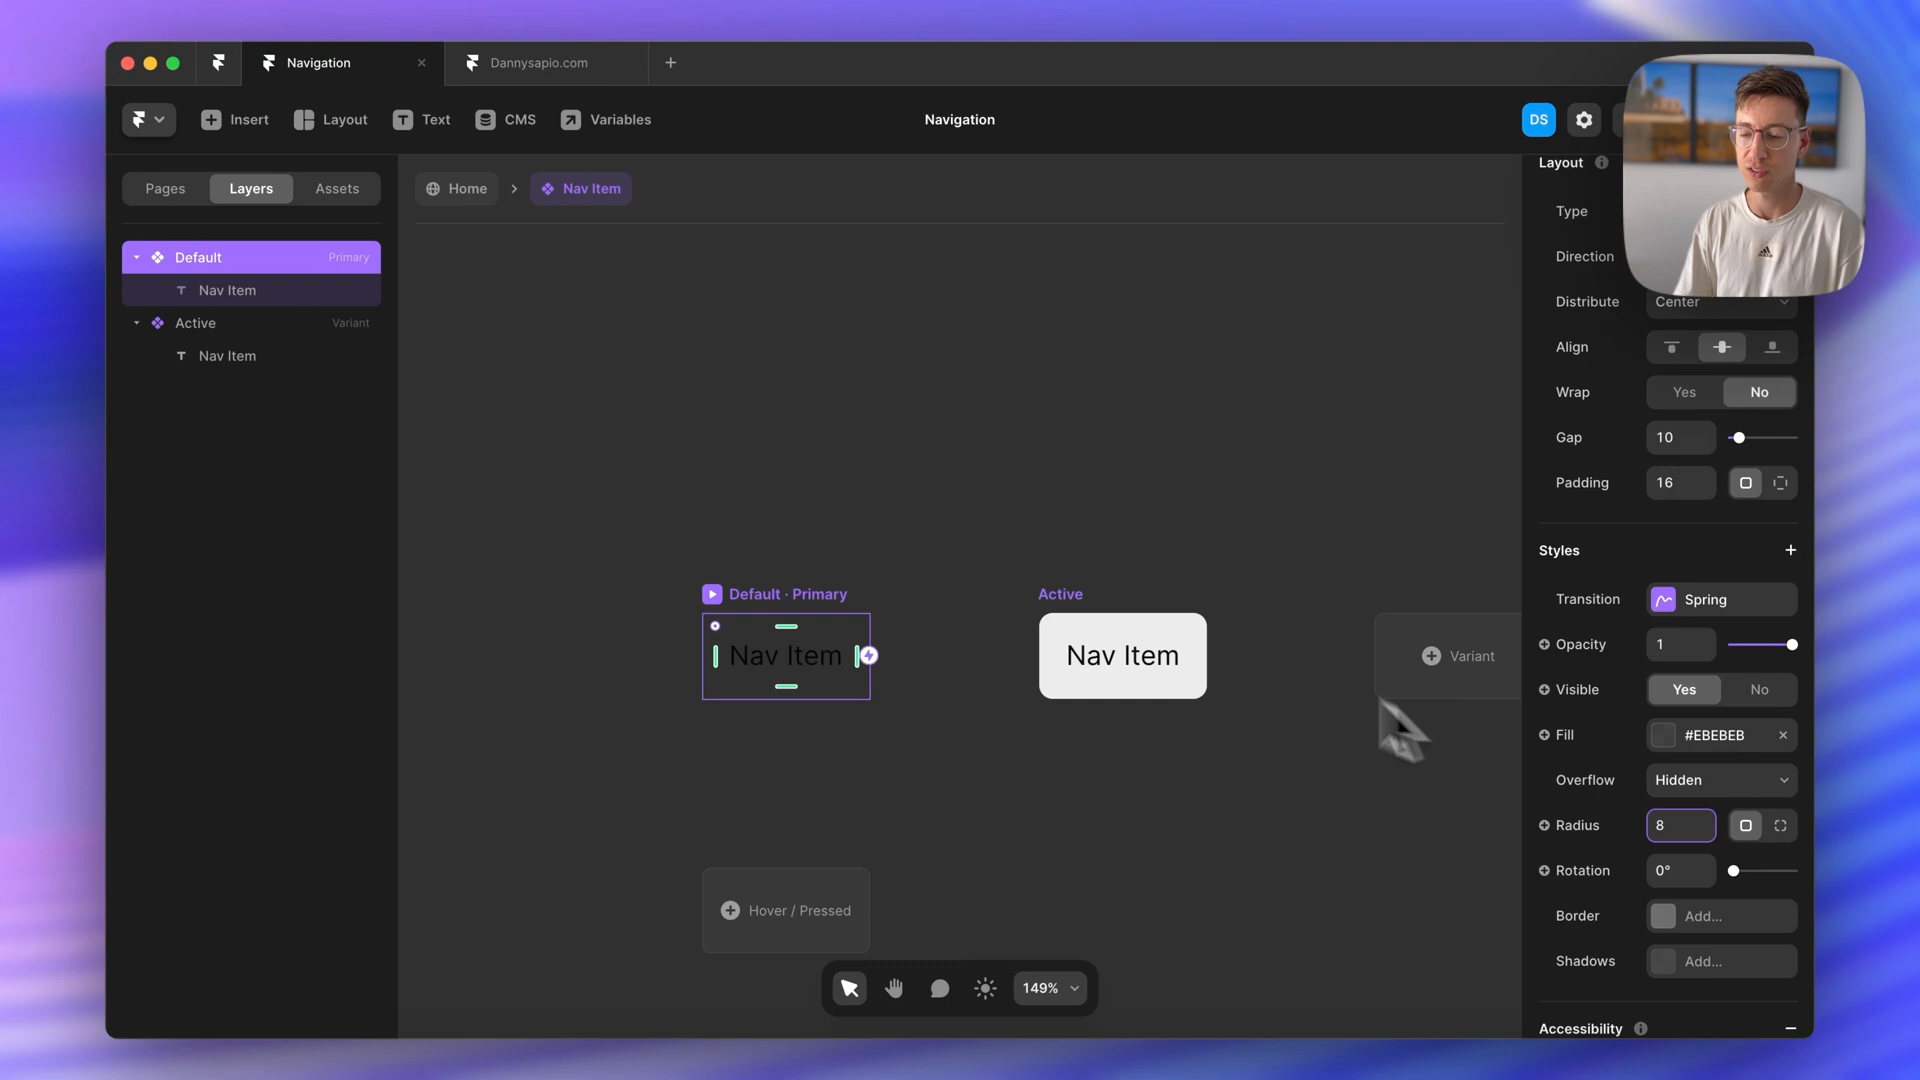 Navigation
Dannysapio.com
Insert
Layout
Text
CMS
Variables
Navigation
DS
Pages
Layers
Assets
Default
Primary
Nav Item
Active
Variant
Nav Item
Home
Nav Item
Default · Primary
Nav Item
Active
Nav Item
Variant
Hover / Pressed
149%
Layout
Type
Direction
Distribute
Center
Align
Wrap
Yes
No
Gap
10
Padding
16
Styles
Transition
Spring
Opacity
1
Visible
Yes
No
Fill
#EBEBEB
Overflow
Hidden
Radius
8
Rotation
0°
Border
Add...
Shadows
Add...
Accessibility